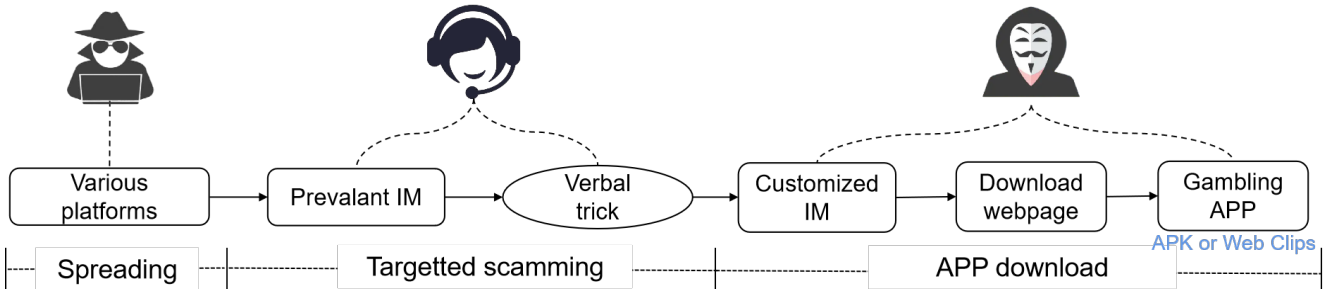 Various
platforms
Prevalant IM
Verbal
trick
Customized
IM
Download
webpage
Gambling
APP
APK or Web Clips
Spreading
Targetted scamming
APP download